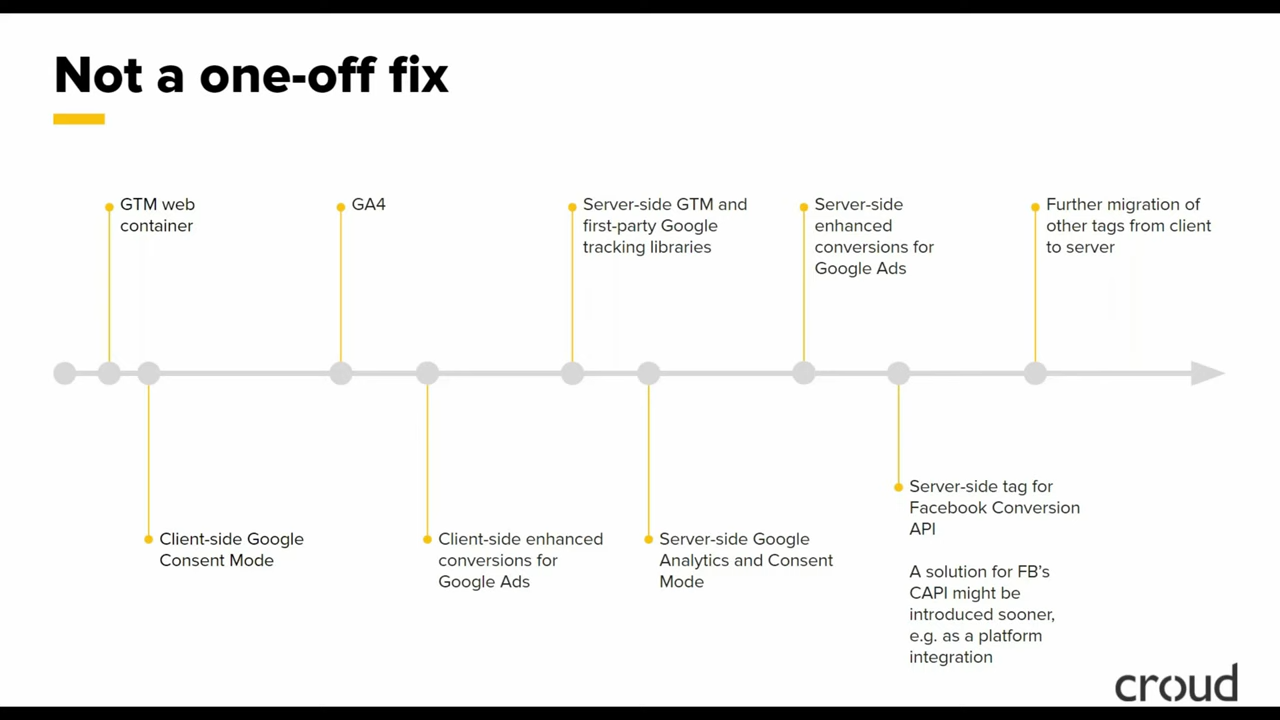 Not a one-off fix
GTM web
container
GA4
Server-side GTM and
first-party Google
tracking libraries
Server-side
enhanced
conversions for
Google Ads
Further migration of
other tags from client
to server
Client-side Google
Consent Mode
Client-side enhanced
conversions for
Google Ads
Server-side Google
Analytics and Consent
Mode
Server-side tag for
Facebook Conversion
API
A solution for FB’s
CAPI might be
introduced sooner,
e.g. as a platform
integration
croud